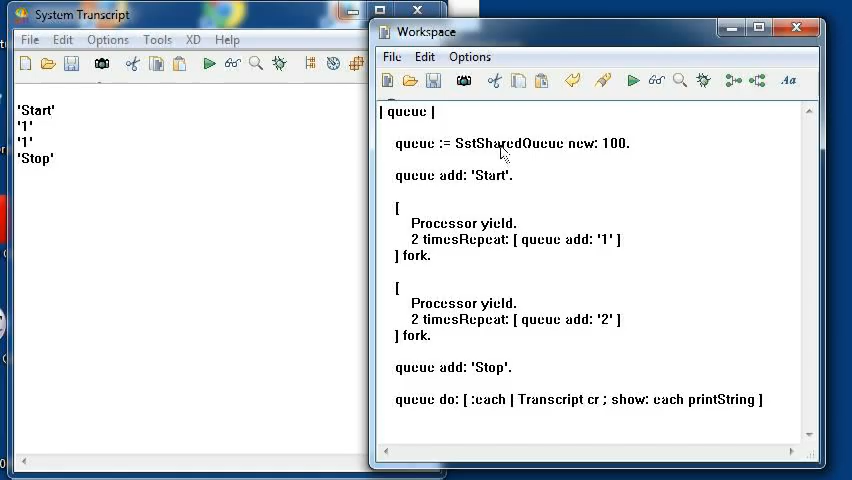 System Transcript
File Edit Options Tools XD Help
'Start'
'1'
'1'
'Stop'
Workspace
File Edit Options
Aa
| queue |
queue := SstSharedQueue new: 100.
queue add: 'Start'.
[
Processor yield.
2 timesRepeat: [ queue add: '1' ]
] fork.
[
Processor yield.
2 timesRepeat: [ queue add: '2' ]
] fork.
queue add: 'Stop'.
queue do: [ :each | Transcript cr ; show: each printString ]